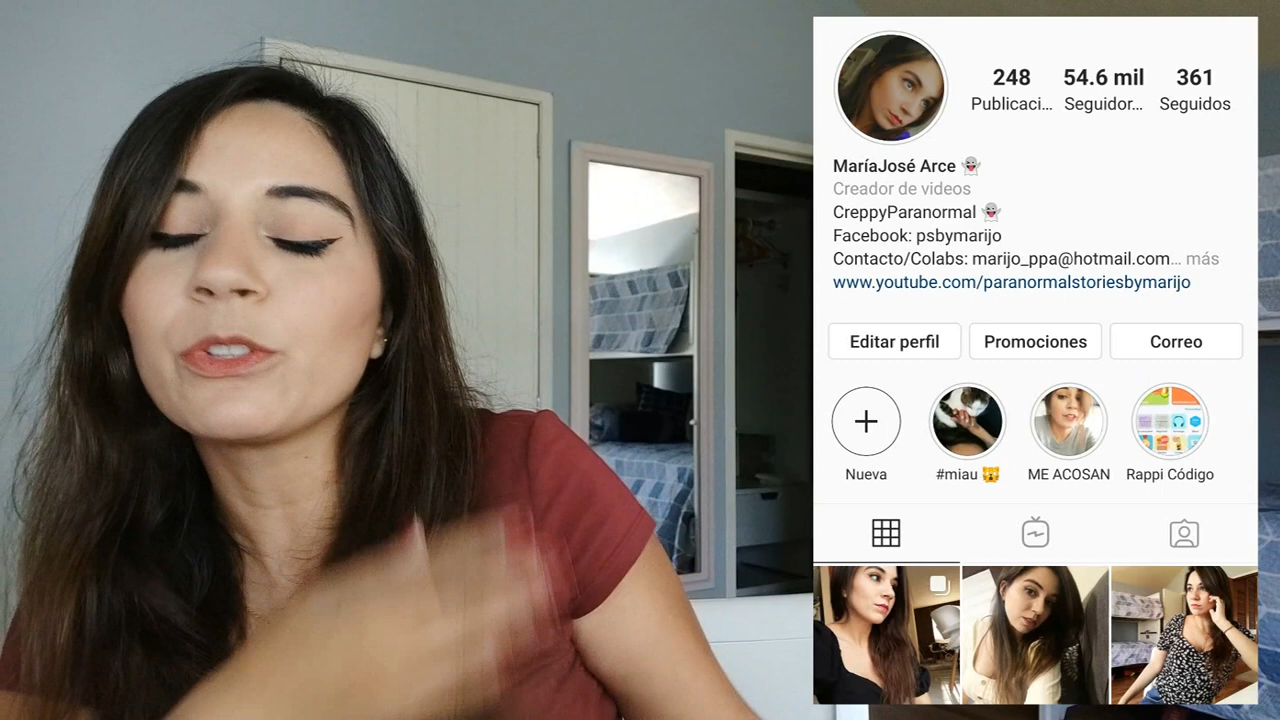 248 54.6 mil 361
Publicaci... Seguidor... Seguidos
MaríaJosé Arce 👻
Creador de videos
CreppyParanormal 👻
Facebook: psbymarijo
Contacto/Colabs: marijo_ppa@hotmail.com... más
www.youtube.com/paranormalstoriesbymarijo
Editar perfil Promociones Correo
Nueva #miau 🐱 ME ACOSAN Rappi Código